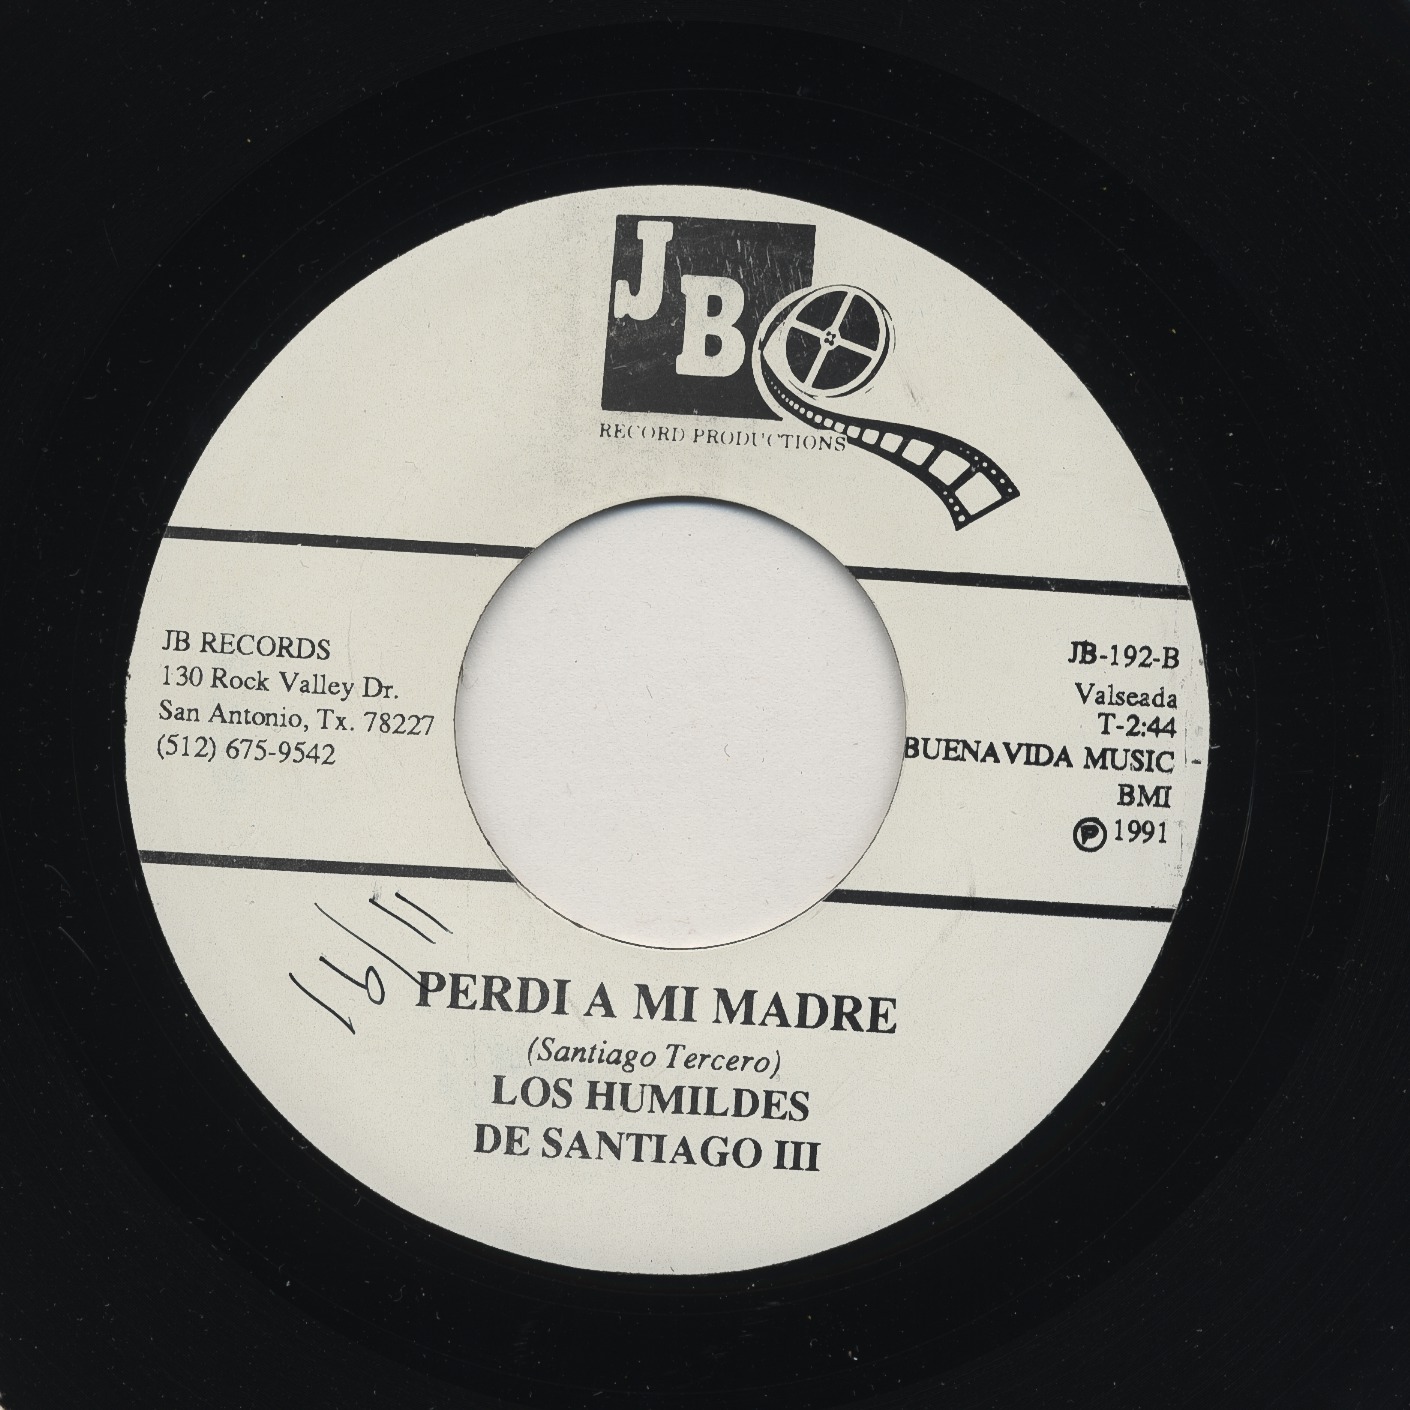 JB
RECORD PRODUCTIONS
JB RECORDS
130 Rock Valley Dr.
San Antonio, Tx. 78227
(512) 675-9542
JB-192-B
Valseada
T-2:44
BUENAVIDA MUSIC -
BMI
Ⓟ 1991
PERDI A MI MADRE
(Santiago Tercero)
LOS HUMILDES
DE SANTIAGO III